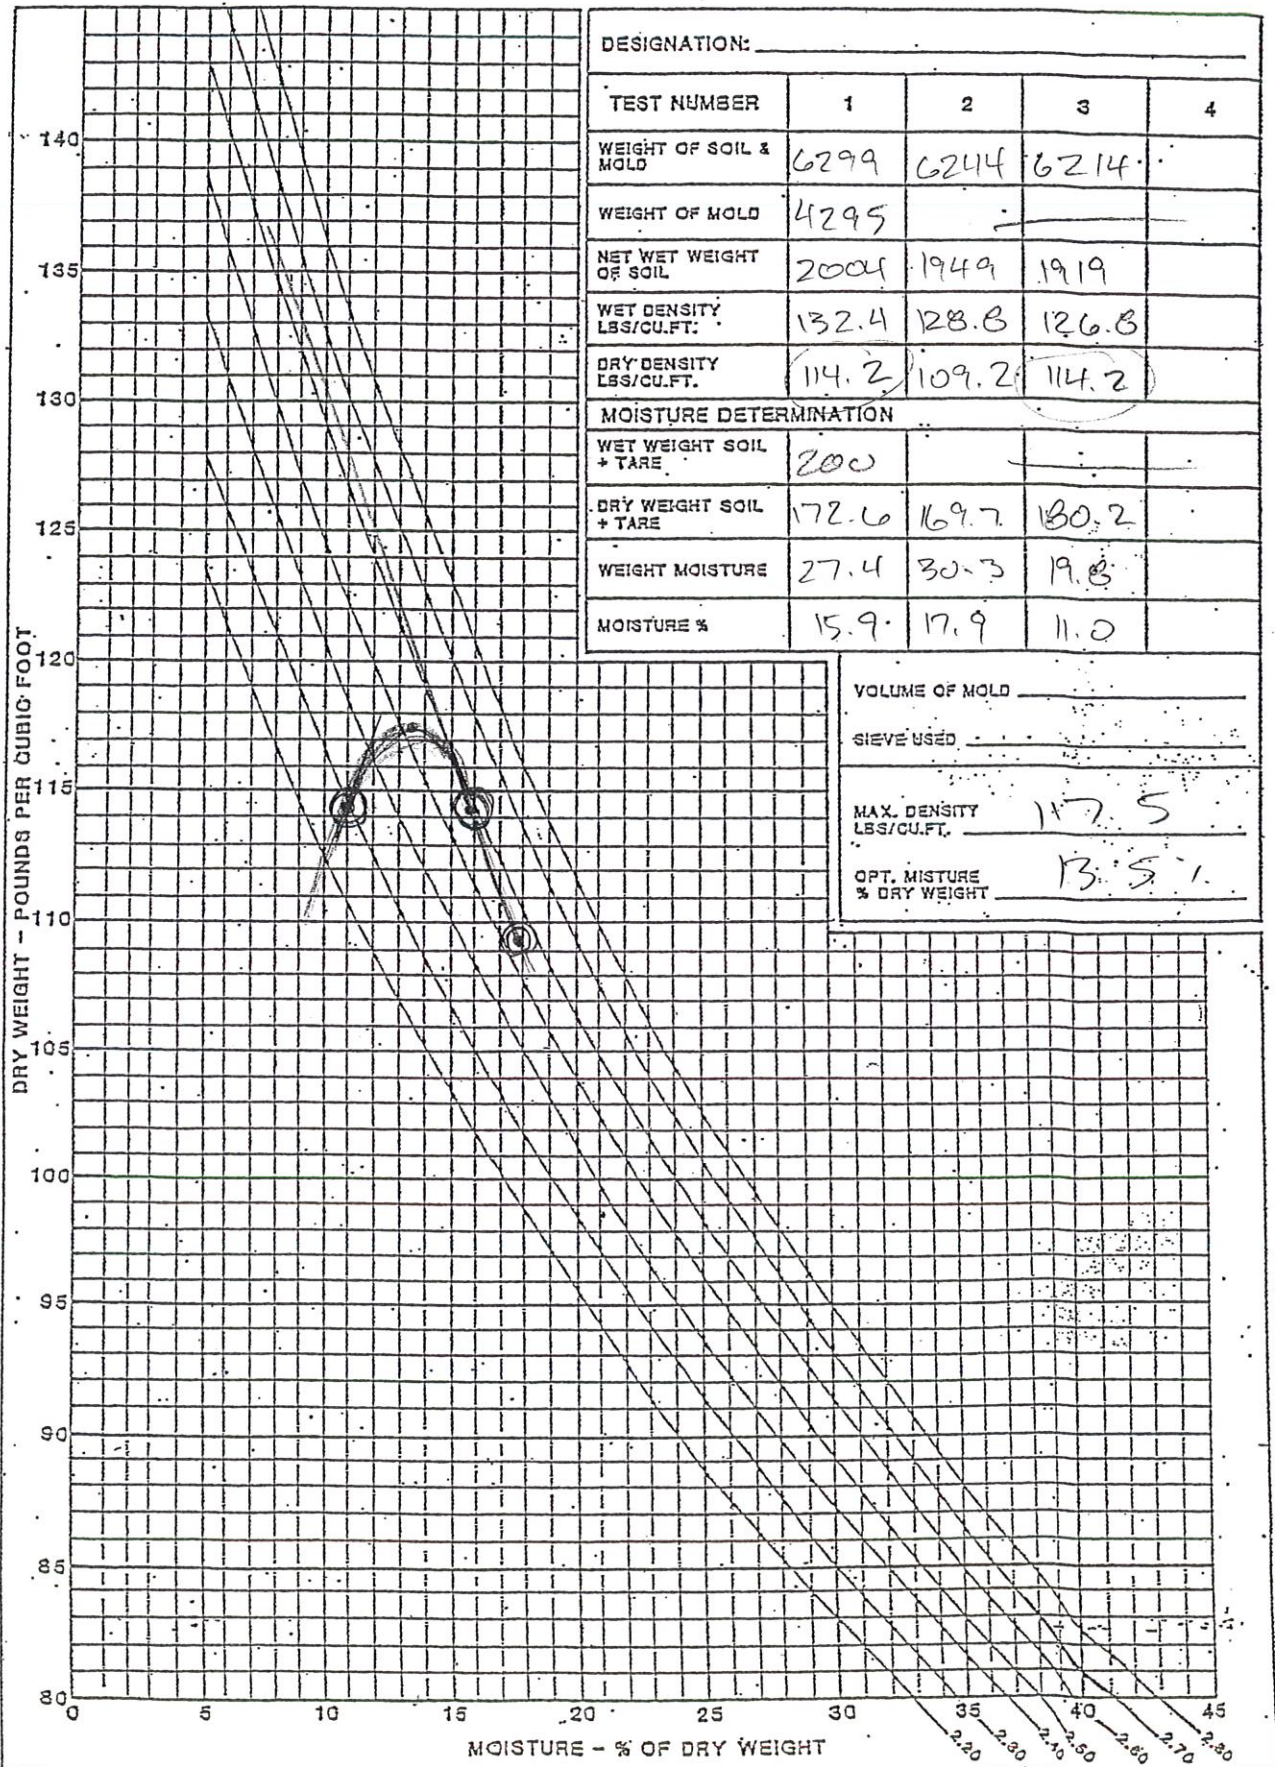 DESIGNATION:
TEST NUMBER 1 2 3 4
WEIGHT OF SOIL & MOLD 6299 6244 6214
WEIGHT OF MOLD 4295
NET WET WEIGHT OF SOIL 2004 1949 1919
WET DENSITY LBS/CU.FT. 132.4 128.8 126.8
DRY DENSITY LBS/CU.FT. 114.2 109.2 114.2
MOISTURE DETERMINATION
WET WEIGHT SOIL + TARE 200
DRY WEIGHT SOIL + TARE 172.6 169.7 180.2
WEIGHT MOISTURE 27.4 30.3 19.8
MOISTURE % 15.9 17.9 11.0
VOLUME OF MOLD
SIEVE USED
MAX. DENSITY LBS/CU.FT. 117.5
OPT. MISTURE % DRY WEIGHT 13.5 %
DRY WEIGHT - POUNDS PER CUBIC FOOT
140
135
130
125
120
115
110
105
100
95
90
85
80
0 5 10 15 20 25 30 35 40 45
2.20 2.30 2.40 2.50 2.60 2.70 2.80
MOISTURE - % OF DRY WEIGHT